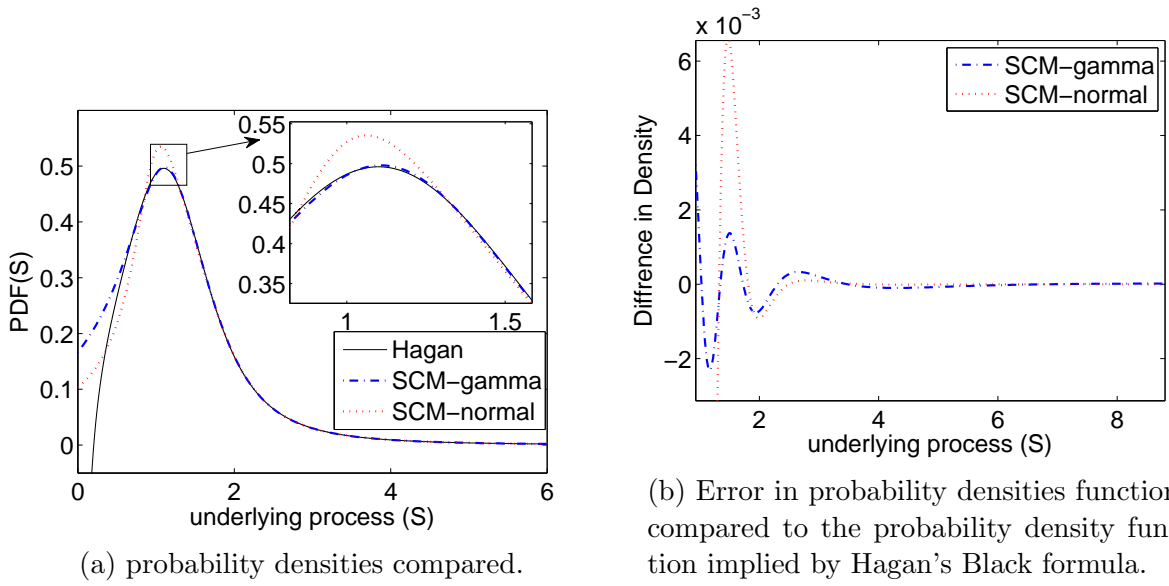 0.5
0.4
0.3
0.2
0.1
0
0 2 4 6
PDF(S)
underlying process (S)
0.55
0.5
0.45
0.4
0.35
1 1.5
Hagan
SCM−gamma
SCM−normal
(a) probability densities compared.
x 10−3
6
4
2
0
−2
2 4 6 8
Diffrence in Density
underlying process (S)
SCM−gamma
SCM−normal
(b) Error in probability densities function
compared to the probability density fun
tion implied by Hagan's Black formula.